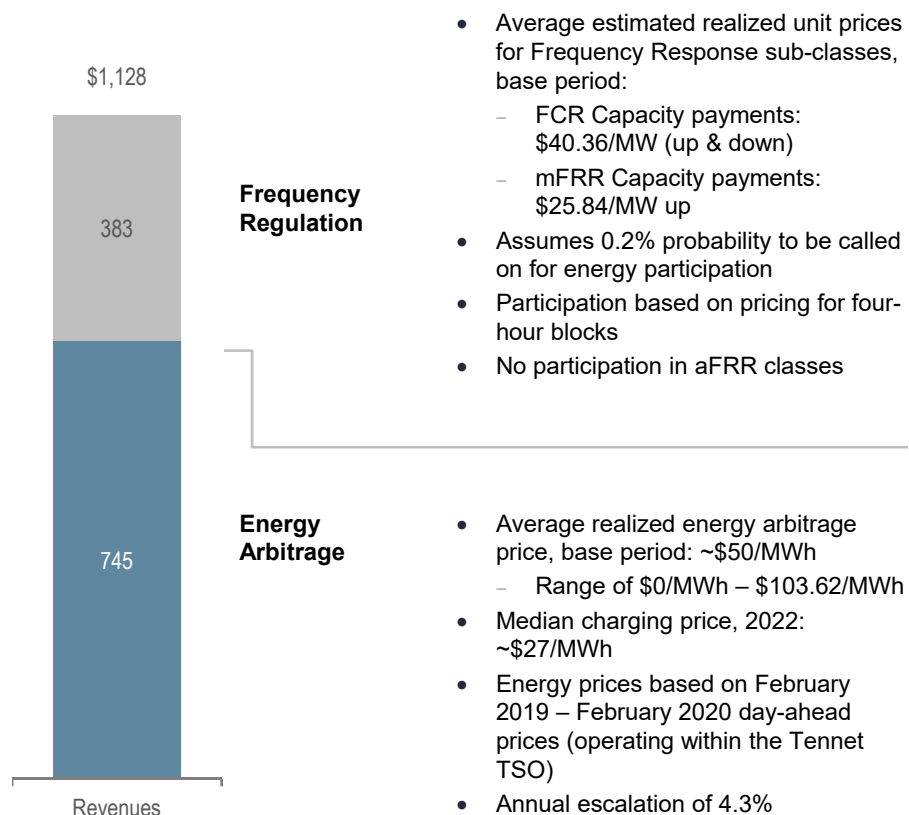 $1,128
383
745
Revenues
Frequency
Regulation
• Average estimated realized unit prices
for Frequency Response sub-classes,
base period:
– FCR Capacity payments:
$40.36/MW (up & down)
– mFRR Capacity payments:
$25.84/MW up
• Assumes 0.2% probability to be called
on for energy participation
• Participation based on pricing for four-
hour blocks
• No participation in aFRR classes
Energy
Arbitrage
• Average realized energy arbitrage
price, base period: ~$50/MWh
– Range of $0/MWh – $103.62/MWh
• Median charging price, 2022:
~$27/MWh
• Energy prices based on February
2019 – February 2020 day-ahead
prices (operating within the Tennet
TSO)
• Annual escalation of 4.3%